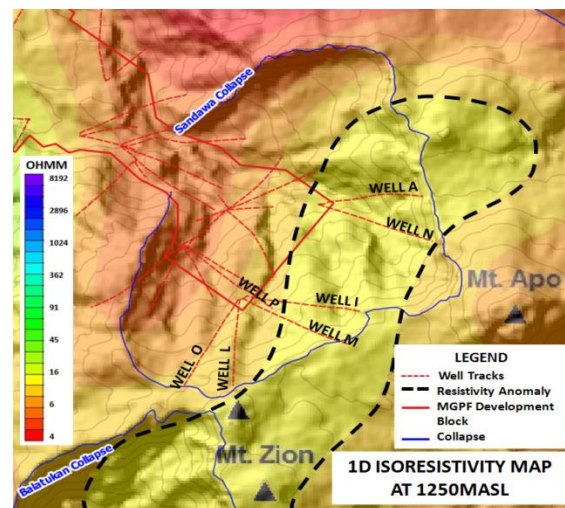 Sandawa Collapse
OHMM
8192
2896
1024
362
91
45
16
6
4
WELL A
WELL N
Mt. Apo
WELL P
WELL I
WELL M
WELL O
WELL L
LEGEND
Well Tracks
Resistivity Anomaly
MGPF Development
Block
Collapse
Mt. Zion
Balatukan Collapse
1D ISORESISTIVITY MAP
AT 1250MASL